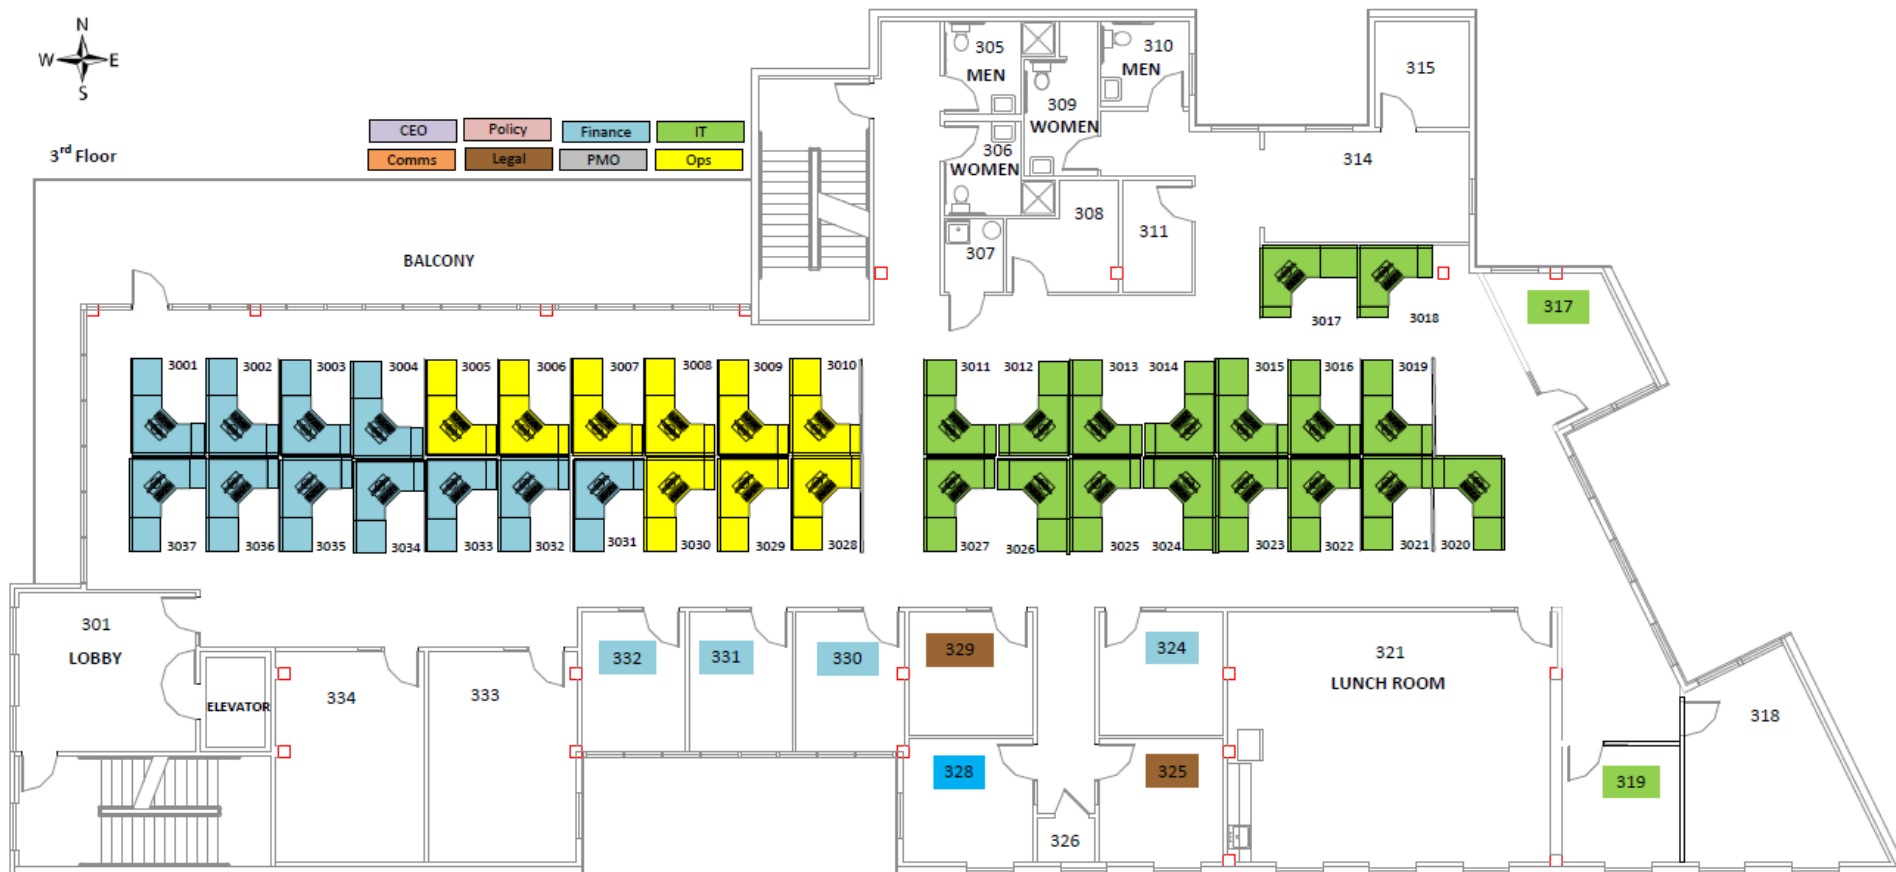 N
W E
S
3rd Floor
CEO Policy Finance IT
Comms Legal PMO Ops
305
MEN
310
MEN
309
WOMEN
306
WOMEN
315
314
308
311
307
BALCONY
317
3017 3018
3001 3002 3003 3004 3005 3006 3007 3008 3009 3010 3011 3012 3013 3014 3015 3016 3019
3037 3036 3035 3034 3033 3032 3031 3030 3029 3028 3027 3026 3025 3024 3023 3022 3021 3020
301
LOBBY
ELEVATOR
334
333
332
331
330
329
324
321
LUNCH ROOM
318
328
325
319
326